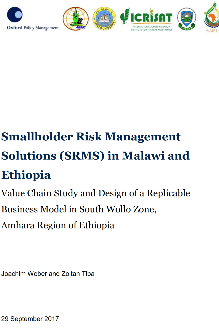 Oxford Policy Management
ICRISAT
Smallholder Risk Management
Solutions (SRMS) in Malawi and
Ethiopia
Value Chain Study and Design of a Replicable
Business Model in South Wollo Zone,
Amhara Region of Ethiopia
Joachim Weber and Zoltan Tiba
29 September 2017